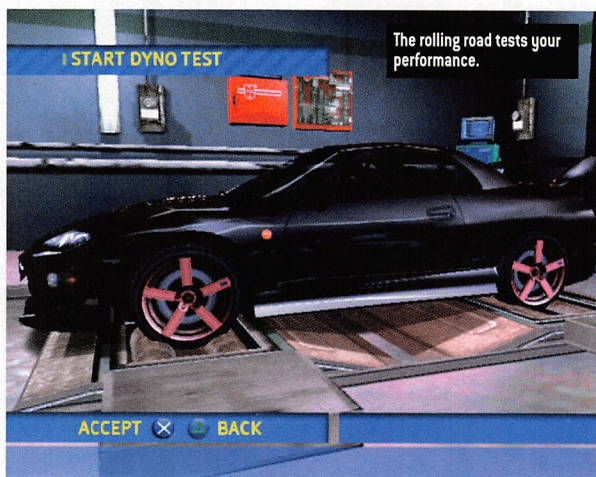 START DYNO TEST
The rolling road tests your
performance.
ACCEPT BACK